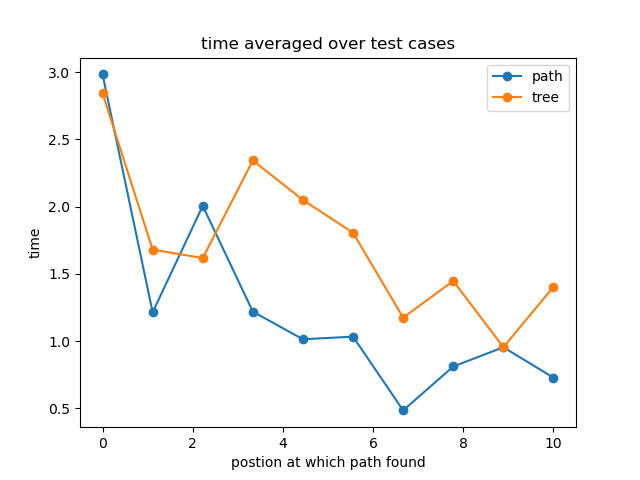 time averaged over test cases
path
tree
time
3.0
2.5
2.0
1.5
1.0
0.5
0 2 4 6 8 10
postion at which path found